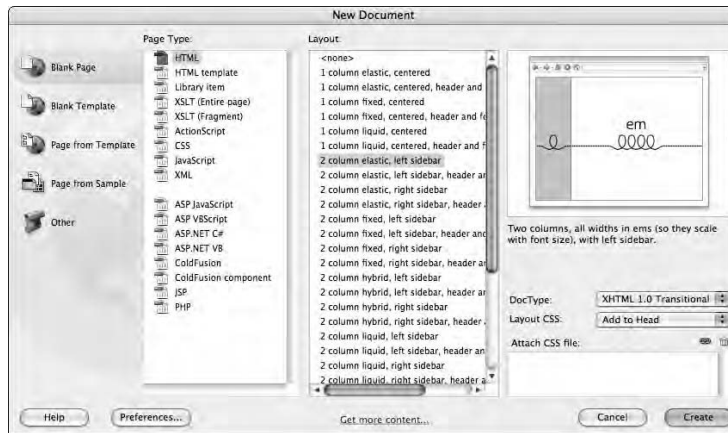 New Document
Blank Page
Blank Template
Page from Template
Page from Sample
Other
Page Type:
HTML
HTML template
Library item
XSLT (Entire page)
XSLT (Fragment)
ActionScript
CSS
JavaScript
XML
ASP JavaScript
ASP VBScript
ASP.NET C#
ASP.NET VB
ColdFusion
ColdFusion component
JSP
PHP
Layout:
<none>
1 column elastic, centered
1 column elastic, centered, header and
1 column fixed, centered
1 column fixed, centered, header and fo
1 column liquid, centered
1 column liquid, centered, header and f
2 column elastic, left sidebar
2 column elastic, left sidebar, header an
2 column elastic, right sidebar
2 column elastic, right sidebar, header a
2 column fixed, left sidebar
2 column fixed, left sidebar, header and
2 column fixed, right sidebar
2 column fixed, right sidebar, header an
2 column hybrid, left sidebar
2 column hybrid, left sidebar, header an
2 column hybrid, right sidebar
2 column hybrid, right sidebar, header a
2 column liquid, left sidebar
2 column liquid, left sidebar, header an
2 column liquid, right sidebar
2 column liquid, right sidebar, header a
em
Two columns, all widths in ems (so they scale
with font size), with left sidebar.
DocType: XHTML 1.0 Transitional
Layout CSS: Add to Head
Attach CSS file:
Help
Preferences...
Get more content...
Cancel
Create